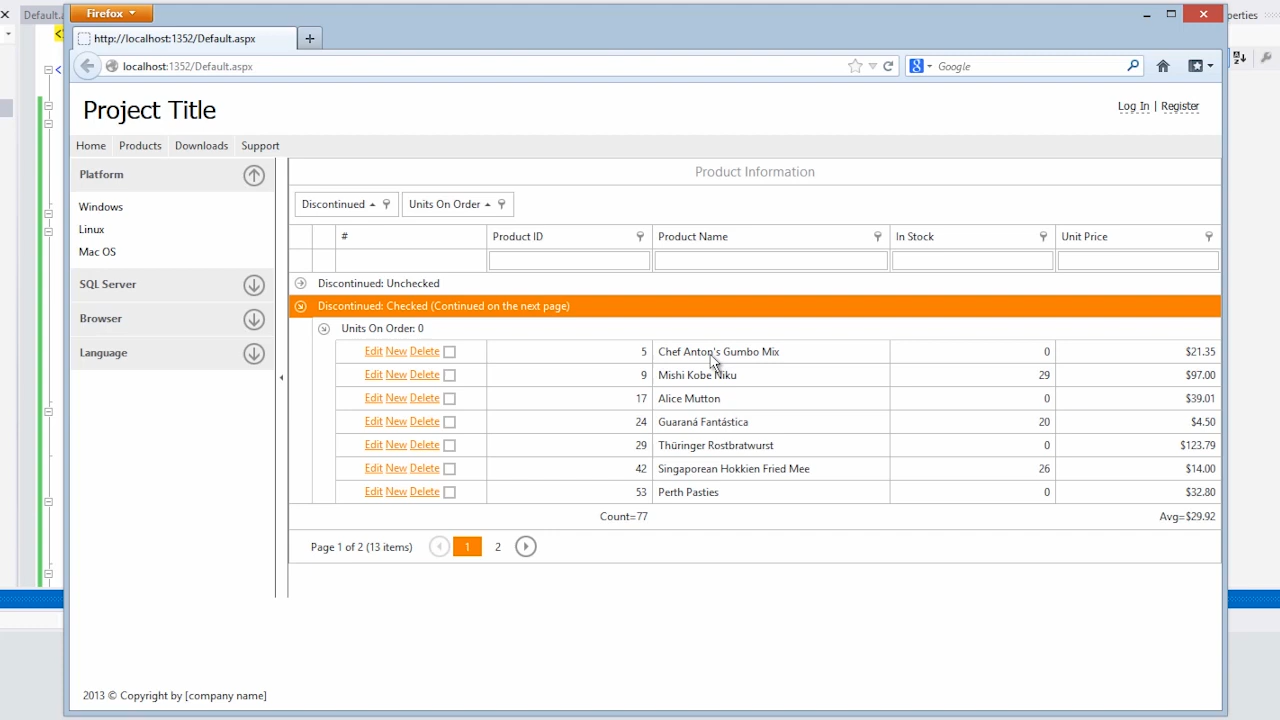 Default.
Firefox
http://localhost:1352/Default.aspx
erties
localhost:1352/Default.aspx
Google
Project Title
Log In | Register
Home Products Downloads Support
Platform
Windows
Linux
Mac OS
SQL Server
Browser
Language
Product Information
Discontinued Units On Order
# Product ID Product Name In Stock Unit Price
Discontinued: Unchecked
Discontinued: Checked (Continued on the next page)
Units On Order: 0
Edit New Delete 5 Chef Anton's Gumbo Mix 0 $21.35
Edit New Delete 9 Mishi Kobe Niku 29 $97.00
Edit New Delete 17 Alice Mutton 0 $39.01
Edit New Delete 24 Guaraná Fantástica 20 $4.50
Edit New Delete 29 Thüringer Rostbratwurst 0 $123.79
Edit New Delete 42 Singaporean Hokkien Fried Mee 26 $14.00
Edit New Delete 53 Perth Pasties 0 $32.80
Count=77 Avg=$29.92
Page 1 of 2 (13 items) 1 2
2013 © Copyright by [company name]